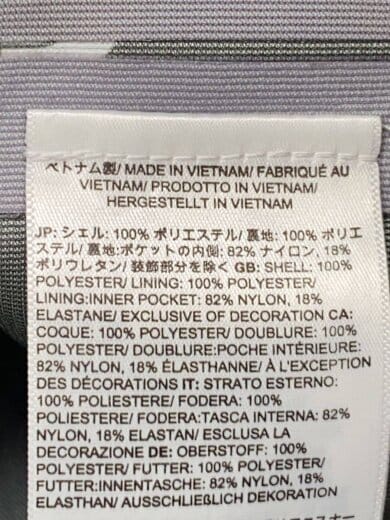 ベトナム製/ MADE IN VIETNAM/ FABRIQUÉ AU
VIETNAM/ PRODOTTO IN VIETNAM/
HERGESTELLT IN VIETNAM
JP: シェル: 100% ポリエステル/ 裏地: 100% ポリエ
ステル/ 裏地:ポケットの内側: 82% ナイロン, 18%
ポリウレタン/ 装飾部分を除く GB: SHELL: 100%
POLYESTER/ LINING: 100% POLYESTER/
LINING:INNER POCKET: 82% NYLON, 18%
ELASTANE/ EXCLUSIVE OF DECORATION CA:
COQUE: 100% POLYESTER/ DOUBLURE: 100%
POLYESTER/ DOUBLURE:POCHE INTÉRIEURE:
82% NYLON, 18% ÉLASTHANNE/ À L'EXCEPTION
DES DÉCORATIONS IT: STRATO ESTERNO:
100% POLIESTERE/ FODERA: 100%
POLIESTERE/ FODERA:TASCA INTERNA: 82%
NYLON, 18% ELASTAN/ ESCLUSA LA
DECORAZIONE DE: OBERSTOFF: 100%
POLYESTER/ FUTTER: 100% POLYESTER/
FUTTER:INNENTASCHE: 82% NYLON, 18%
ELASTHAN/ AUSSCHLIEßLICH DEKORATION